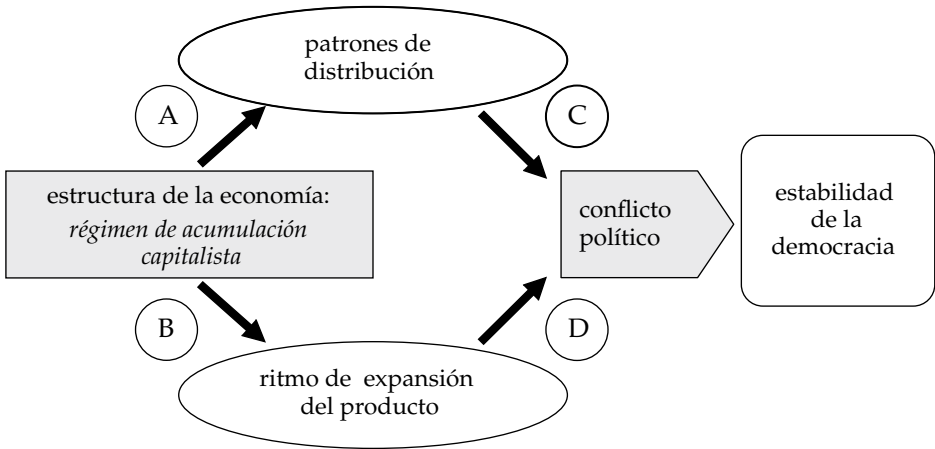 patrones de
distribución
A
C
estructura de la economía:
régimen de acumulación
capitalista
conflicto
político
estabilidad
de la
democracia
B
D
ritmo de expansión
del producto